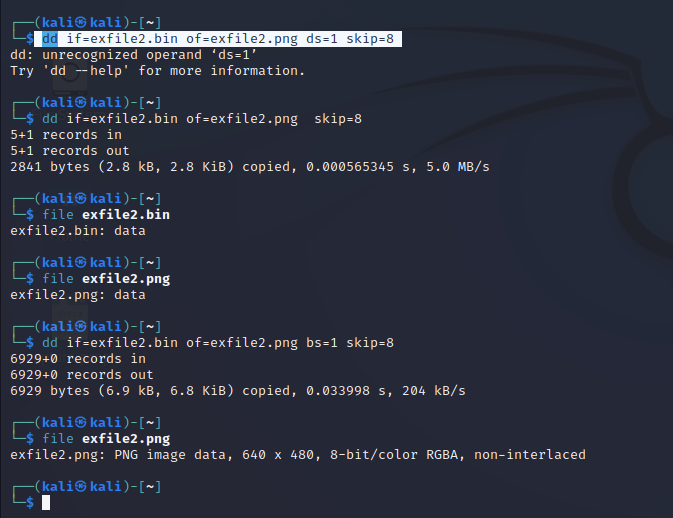 ┌──(kali㉿kali)-[~]
└─$ dd if=exfile2.bin of=exfile2.png ds=1 skip=8
dd: unrecognized operand ‘ds=1’
Try 'dd --help' for more information.
┌──(kali㉿kali)-[~]
└─$ dd if=exfile2.bin of=exfile2.png  skip=8
5+1 records in
5+1 records out
2841 bytes (2.8 kB, 2.8 KiB) copied, 0.000565345 s, 5.0 MB/s
┌──(kali㉿kali)-[~]
└─$ file exfile2.bin
exfile2.bin: data
┌──(kali㉿kali)-[~]
└─$ file exfile2.png
exfile2.png: data
┌──(kali㉿kali)-[~]
└─$ dd if=exfile2.bin of=exfile2.png bs=1 skip=8
6929+0 records in
6929+0 records out
6929 bytes (6.9 kB, 6.8 KiB) copied, 0.033998 s, 204 kB/s
┌──(kali㉿kali)-[~]
└─$ file exfile2.png
exfile2.png: PNG image data, 640 x 480, 8-bit/color RGBA, non-interlaced
┌──(kali㉿kali)-[~]
└─$